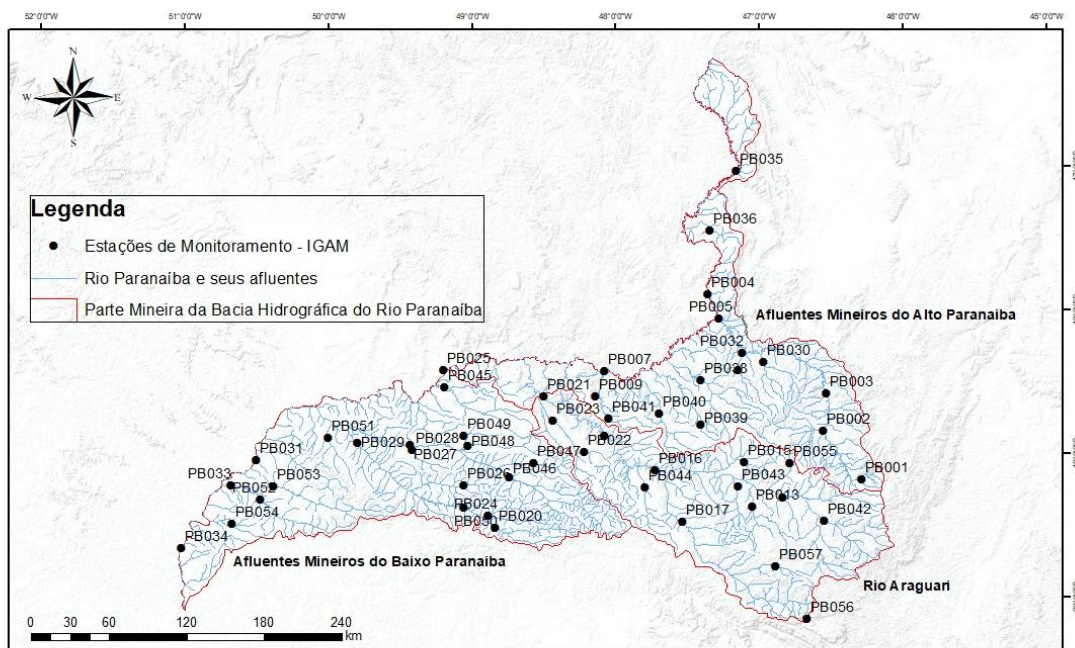 52°0'0"O 51°0'0"O 50°0'0"O 49°0'0"O 48°0'0"O 47°0'0"O 46°0'0"O 45°0'0"O
N
W E
S
PB035
Legenda
Estações de Monitoramento - IGAM
PB036
Rio Paranaíba e seus afluentes
PB004
Parte Mineira da Bacia Hidrográfica do Rio Paranaíba
PB005
Afluentes Mineiros do Alto Paranaiba
PB032
PB030
PB025
PB007
PB038
PB045
PB003
PB021
PB009
PB040
PB023
PB041
PB039
PB002
PB051
PB049
PB029
PB028
PB048
PB022
PB027
PB031
PB047
PB015
PB055
PB016
PB046
PB001
PB033
PB053
PB026
PB044
PB043
PB052
PB013
PB024
PB054
PB020
PB017
PB042
PB034
Afluentes Mineiros do Baixo Paranaiba
PB057
Rio Araguari
PB056
0 15 30 60 120 180 240
km